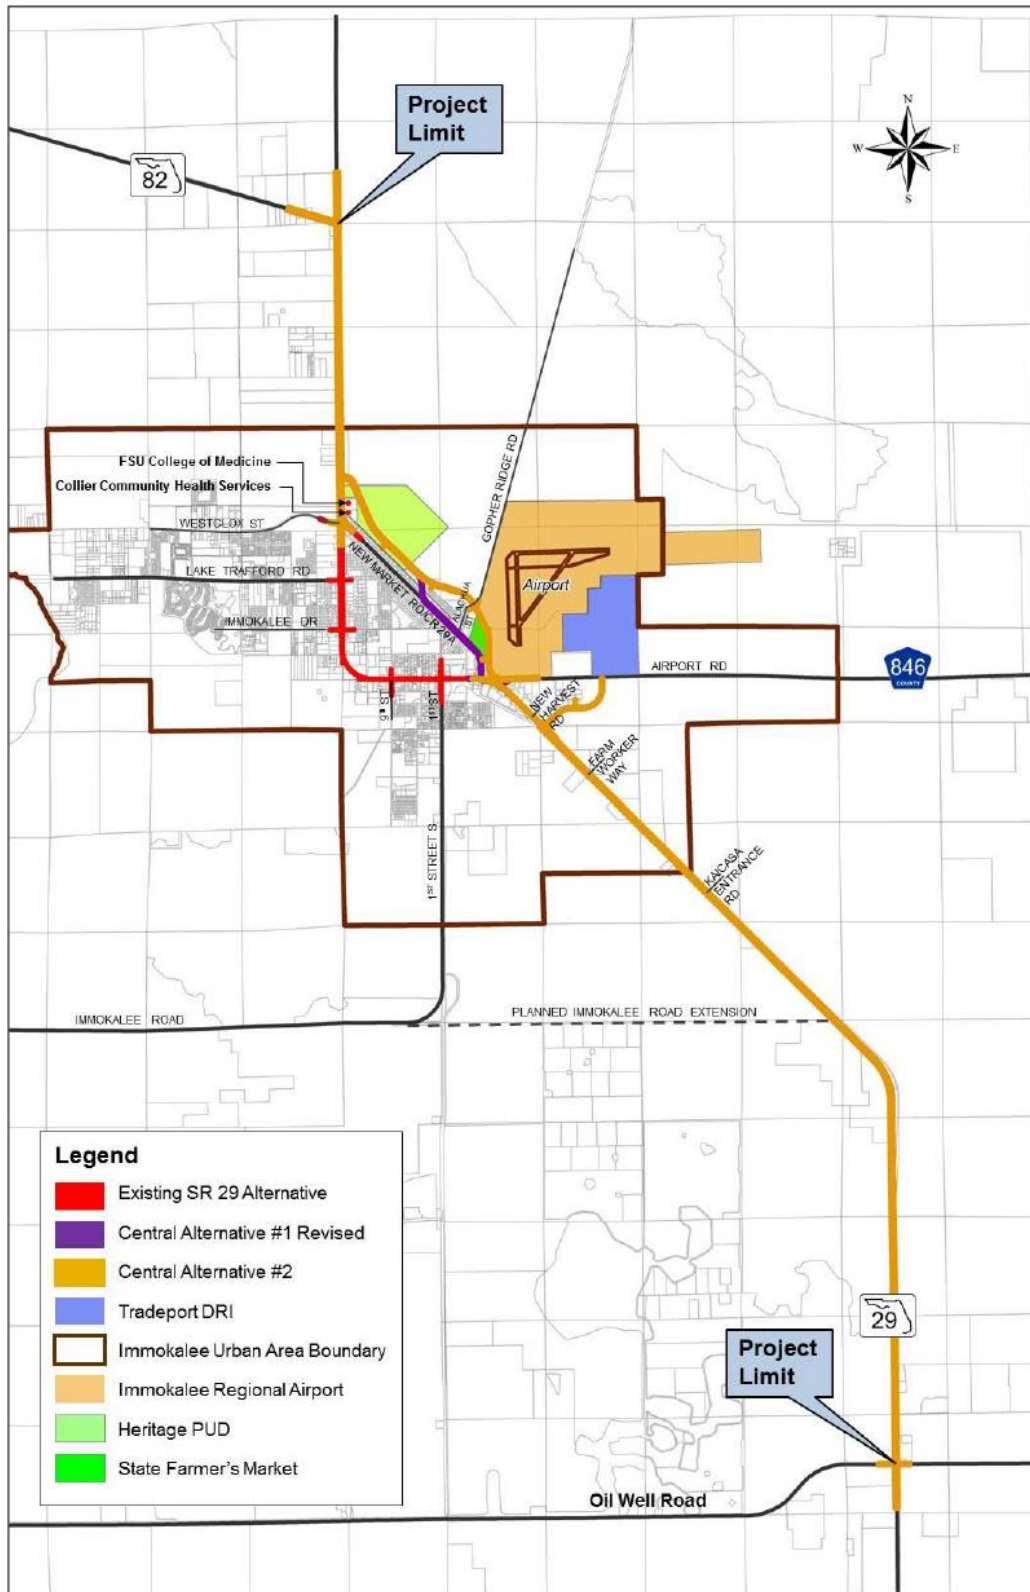 Project
Limit
N
W
E
S
82
FSU College of Medicine
Collier Community Health Services
WESTCLOX ST
NEW MARKET RD/CR 29A
GOPHER RIDGE RD
LAKE TRAFFORD RD
ALACHUA
ST
Airport
IMMOKALEE DR
846
COUNTY
AIRPORT RD
9TH ST
1ST ST
NEW
HARVEST
RD
FARM
WORKER
WAY
1ST STREET S
KAICASA
ENTRANCE
RD
IMMOKALEE ROAD
PLANNED IMMOKALEE ROAD EXTENSION
Legend
Existing SR 29 Alternative
Central Alternative #1 Revised
Central Alternative #2
Tradeport DRI
Immokalee Urban Area Boundary
Immokalee Regional Airport
Heritage PUD
State Farmer's Market
29
Project
Limit
Oil Well Road